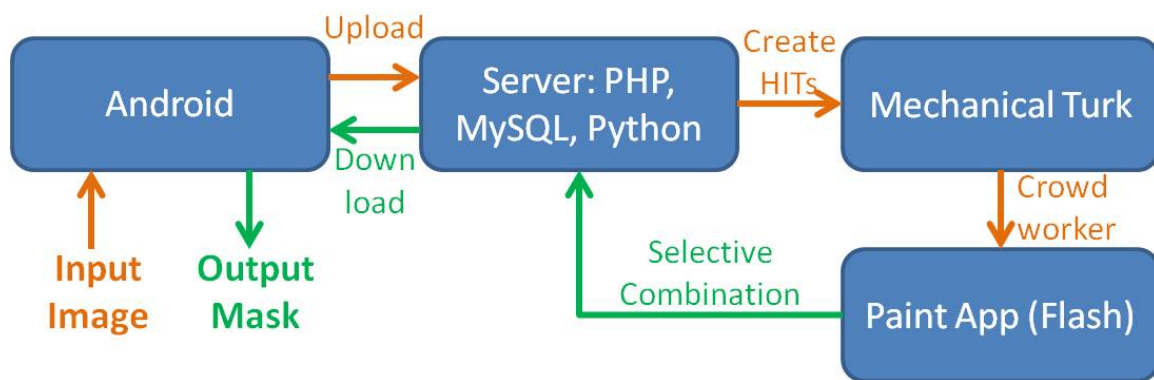 Upload
Android
Down
load
Input
Image
Output
Mask
Server: PHP,
MySQL, Python
Create
HITs
Mechanical Turk
Crowd
worker
Selective
Combination
Paint App (Flash)